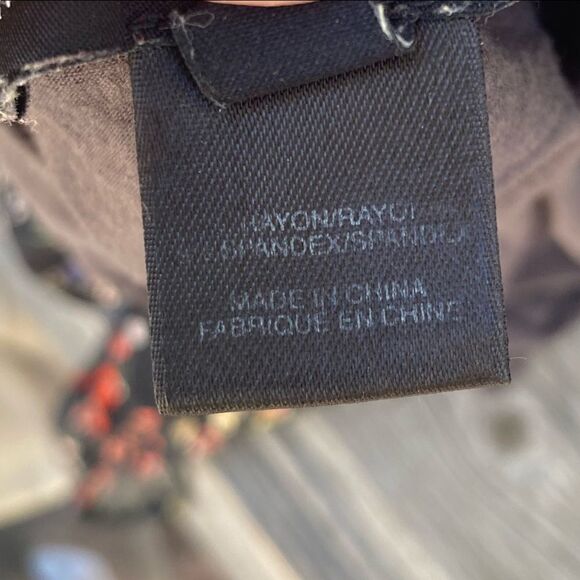 RAYON/RAYON
SPANDEX/SPANDEX
MADE IN CHINA
FABRIQUE EN CHINE